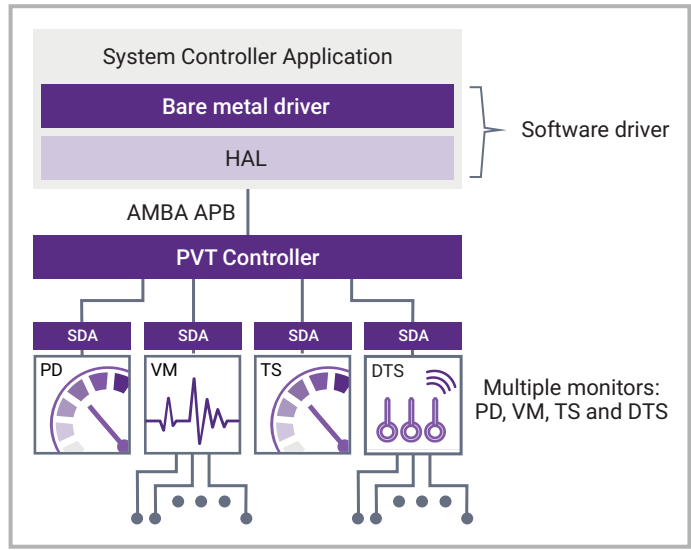 System Controller Application
Bare metal driver
HAL
Software driver
AMBA APB
PVT Controller
SDA
SDA
SDA
SDA
PD
VM
TS
DTS
Multiple monitors:
PD, VM, TS and DTS